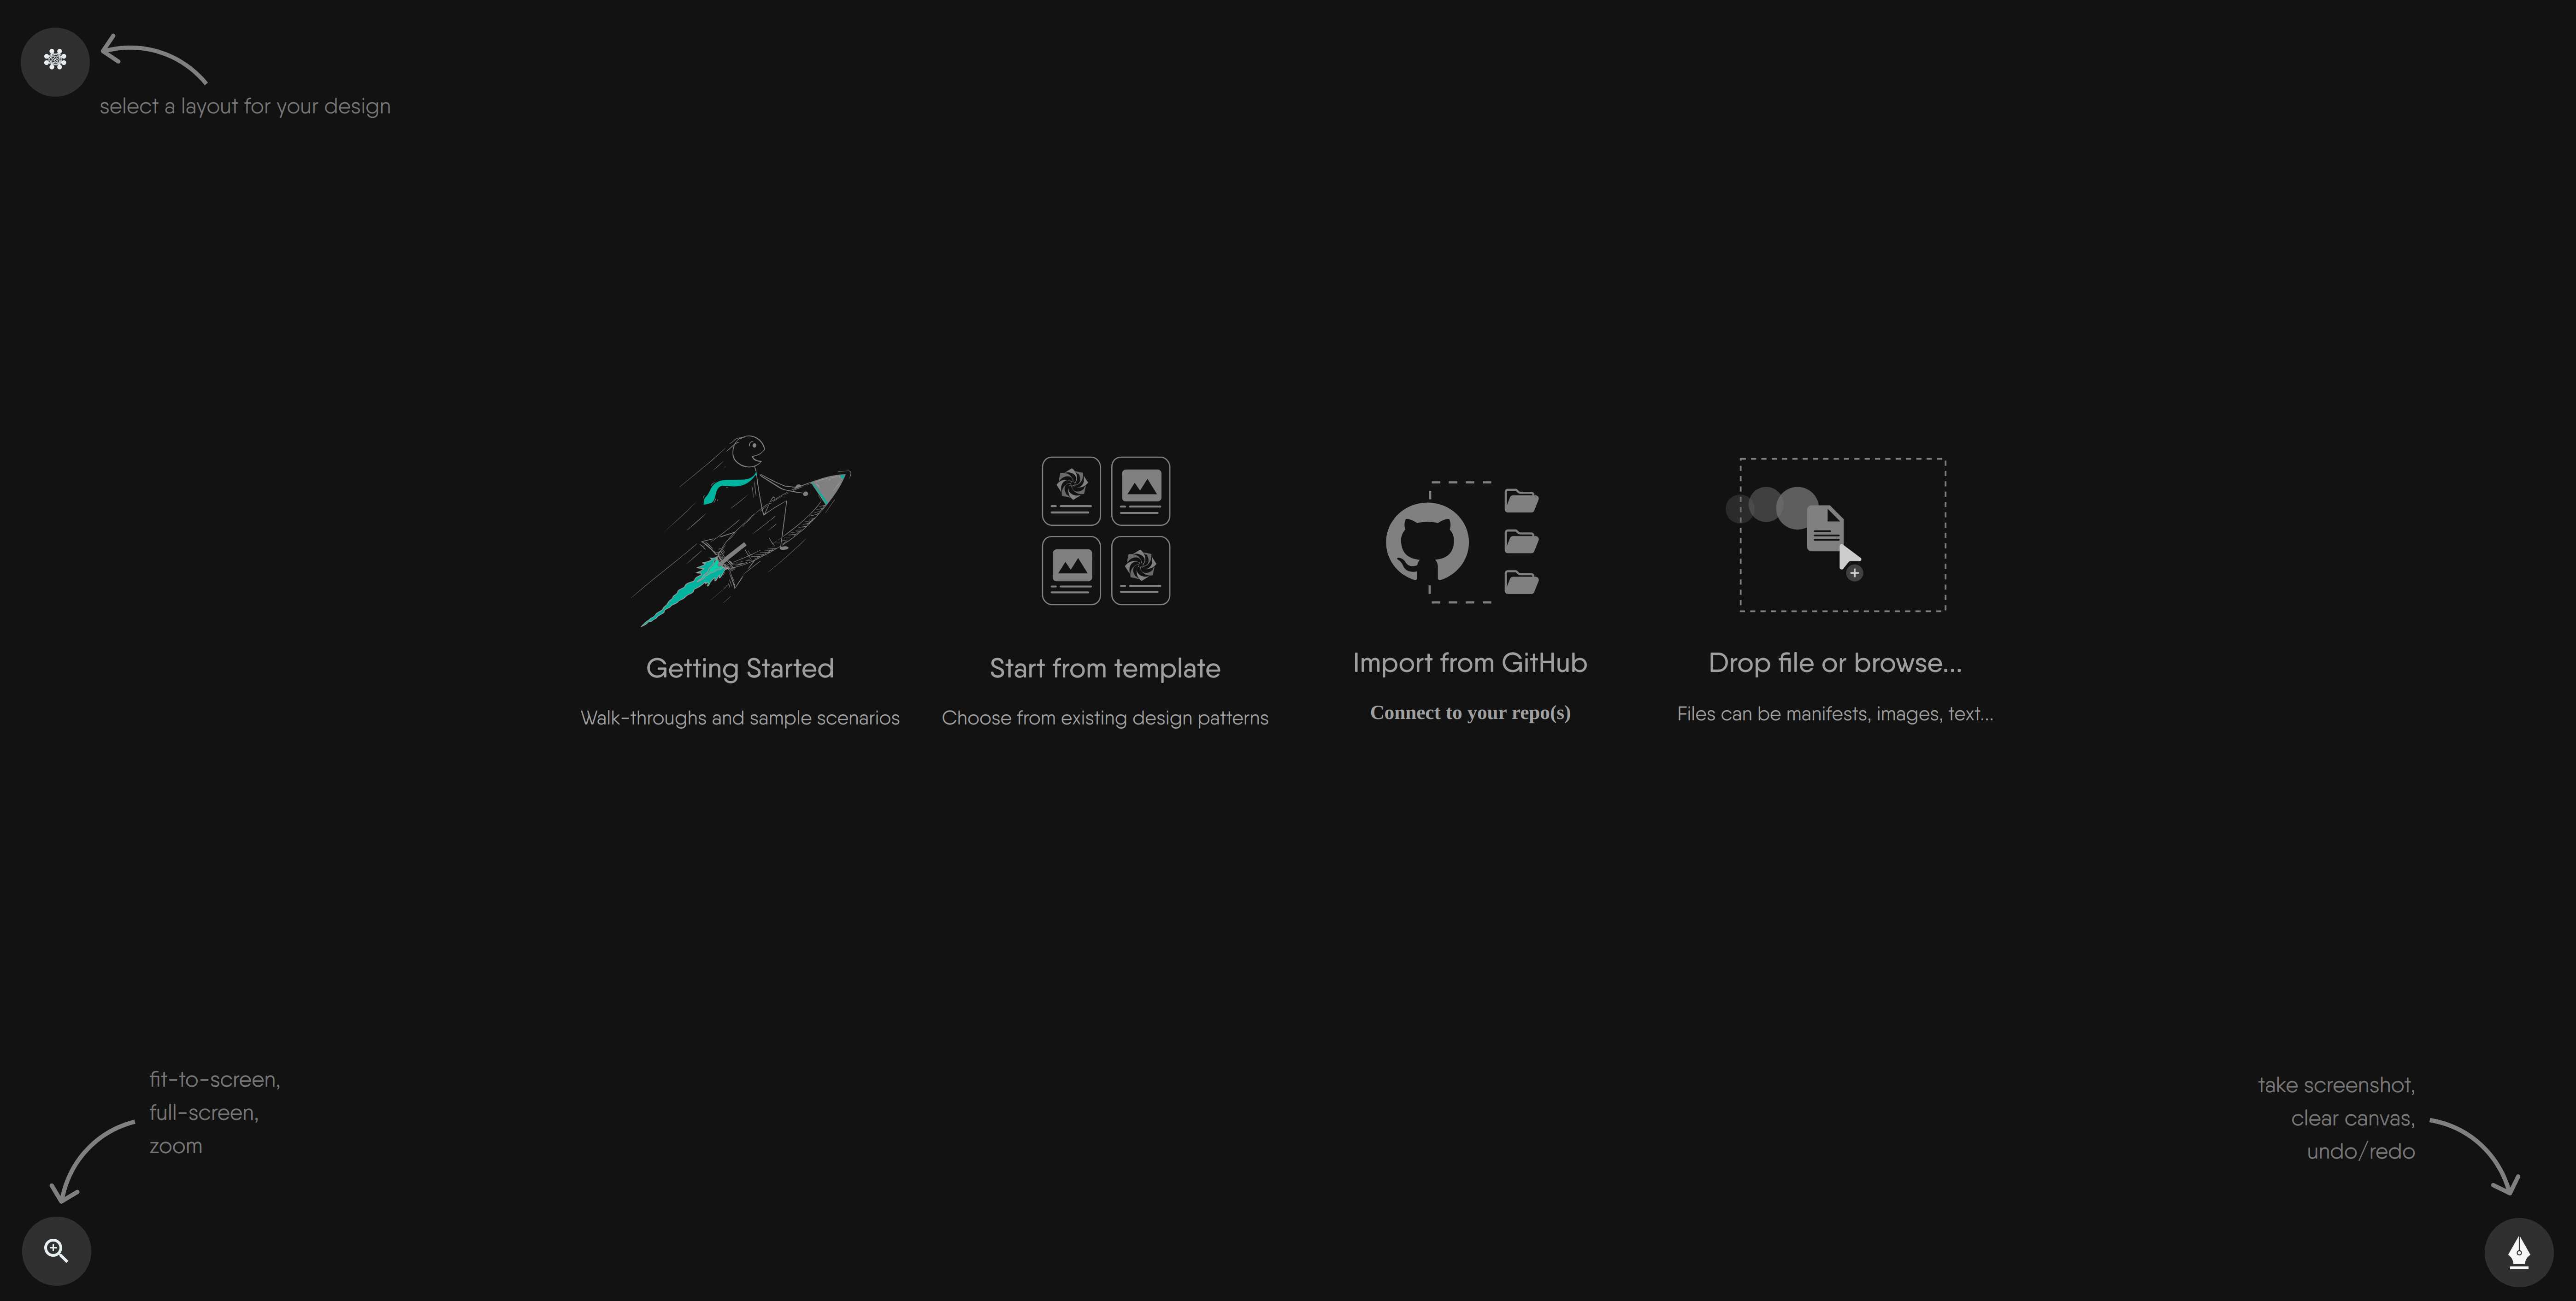 select a layout for your design
Getting Started
Walk-throughs and sample scenarios
Start from template
Choose from existing design patterns
Import from GitHub
Connect to your repo(s)
Drop file or browse...
Files can be manifests, images, text...
fit-to-screen,
full-screen,
zoom
take screenshot,
clear canvas,
undo/redo